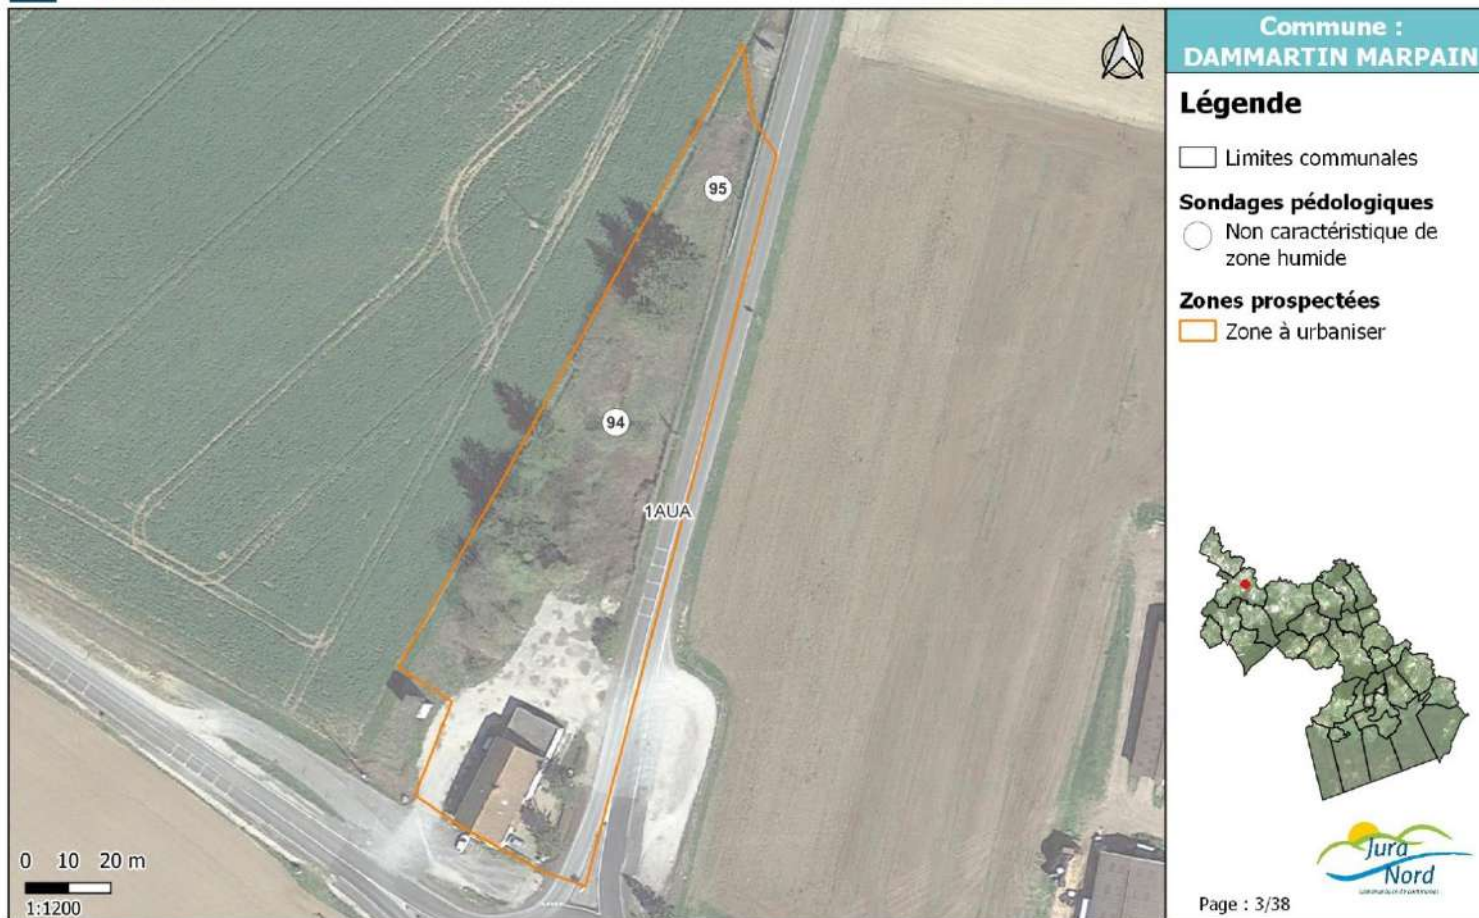 Commune :
DAMMARTIN MARPAIN
Légende
Limites communales
Sondages pédologiques
Non caractéristique de
zone humide
Zones prospectées
Zone à urbaniser
95
94
1AUA
0 10 20 m
1:1200
Jura
Nord
Page : 3/38